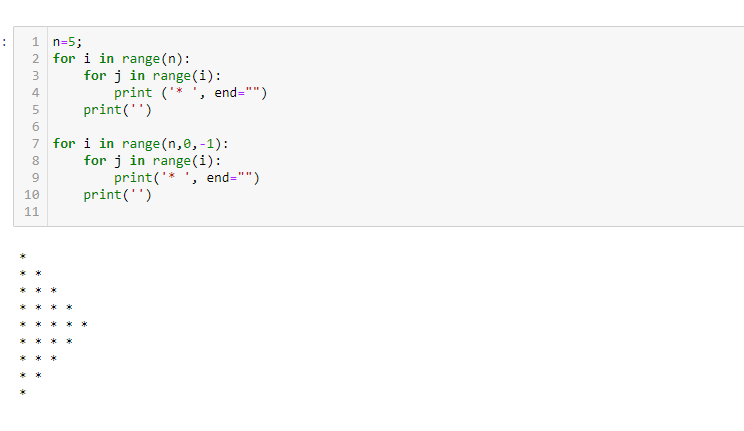 :
1 n=5;
2 for i in range(n):
3     for j in range(i):
4         print ('* ', end="")
5     print('')
6
7 for i in range(n,0,-1):
8     for j in range(i):
9         print('* ', end="")
10     print('')
11
*
* *
* * *
* * * *
* * * * *
* * * *
* * *
* *
*